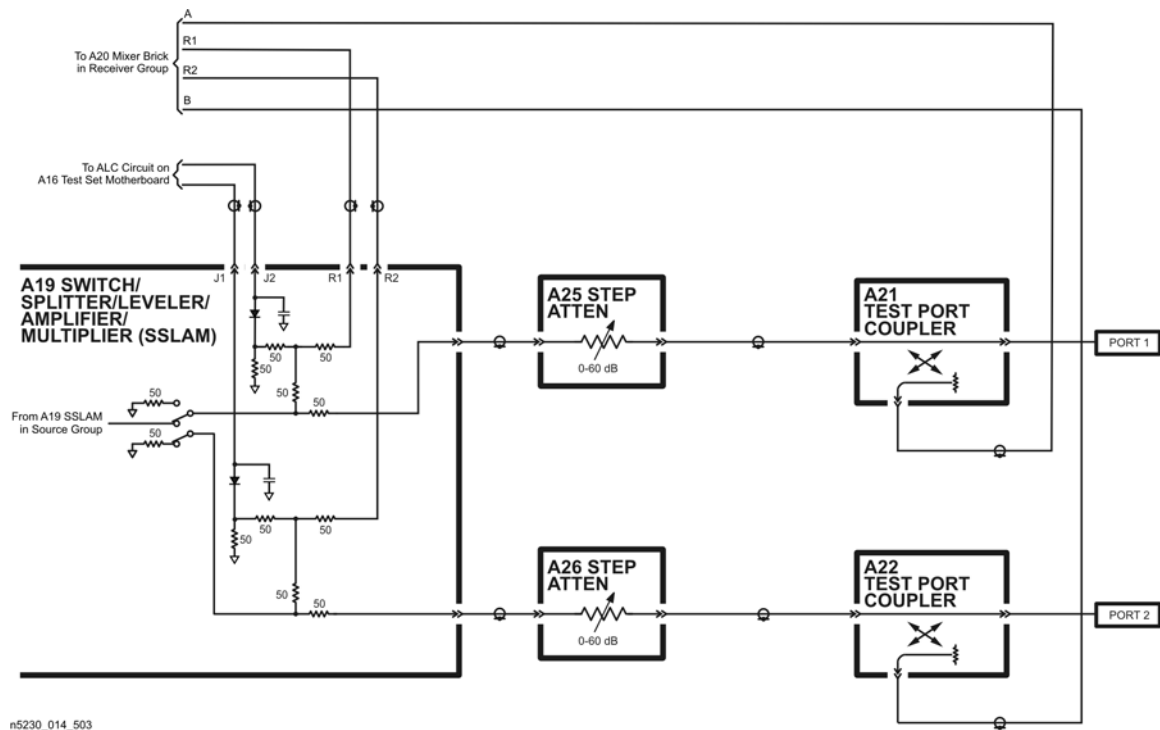 A
R1
To A20 Mixer Brick
in Receiver Group
R2
B
To ALC Circuit on
A16 Test Set Motherboard
J1
J2
R1
R2
A19 SWITCH/
SPLITTER/LEVELER/
AMPLIFIER/
MULTIPLIER (SSLAM)
A25 STEP
ATTEN
0-60 dB
A21
TEST PORT
COUPLER
PORT 1
50
50
50
50
50
50
From A19 SSLAM
in Source Group
50
50
50
50
50
50
A26 STEP
ATTEN
0-60 dB
A22
TEST PORT
COUPLER
PORT 2
n5230_014_503